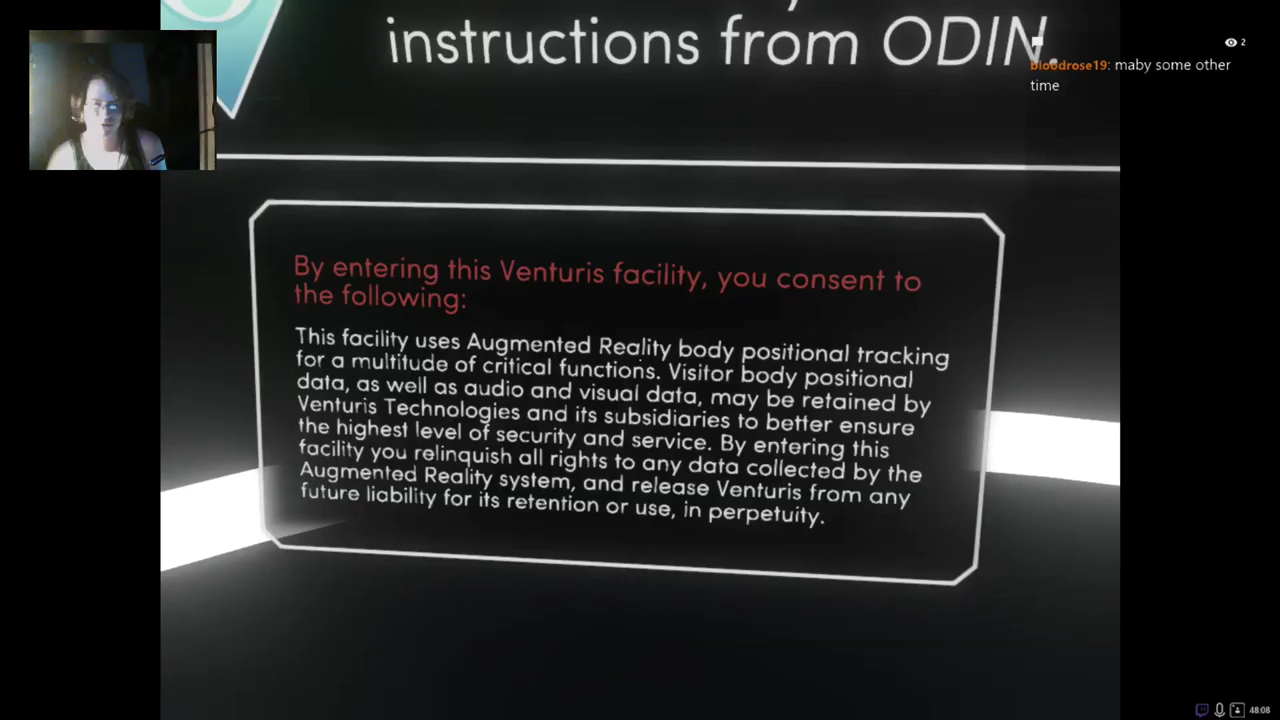 instructions from ODIN.
2
bloodrose19: maby some other
time
By entering this Venturis facility, you consent to
the following:
This facility uses Augmented Reality body positional tracking
for a multitude of critical functions. Visitor body positional
data, as well as audio and visual data, may be retained by
Venturis Technologies and its subsidiaries to better ensure
the highest level of security and service. By entering this
facility you relinquish all rights to any data collected by the
Augmented Reality system, and release Venturis from any
future liability for its retention or use, in perpetuity.
48:08